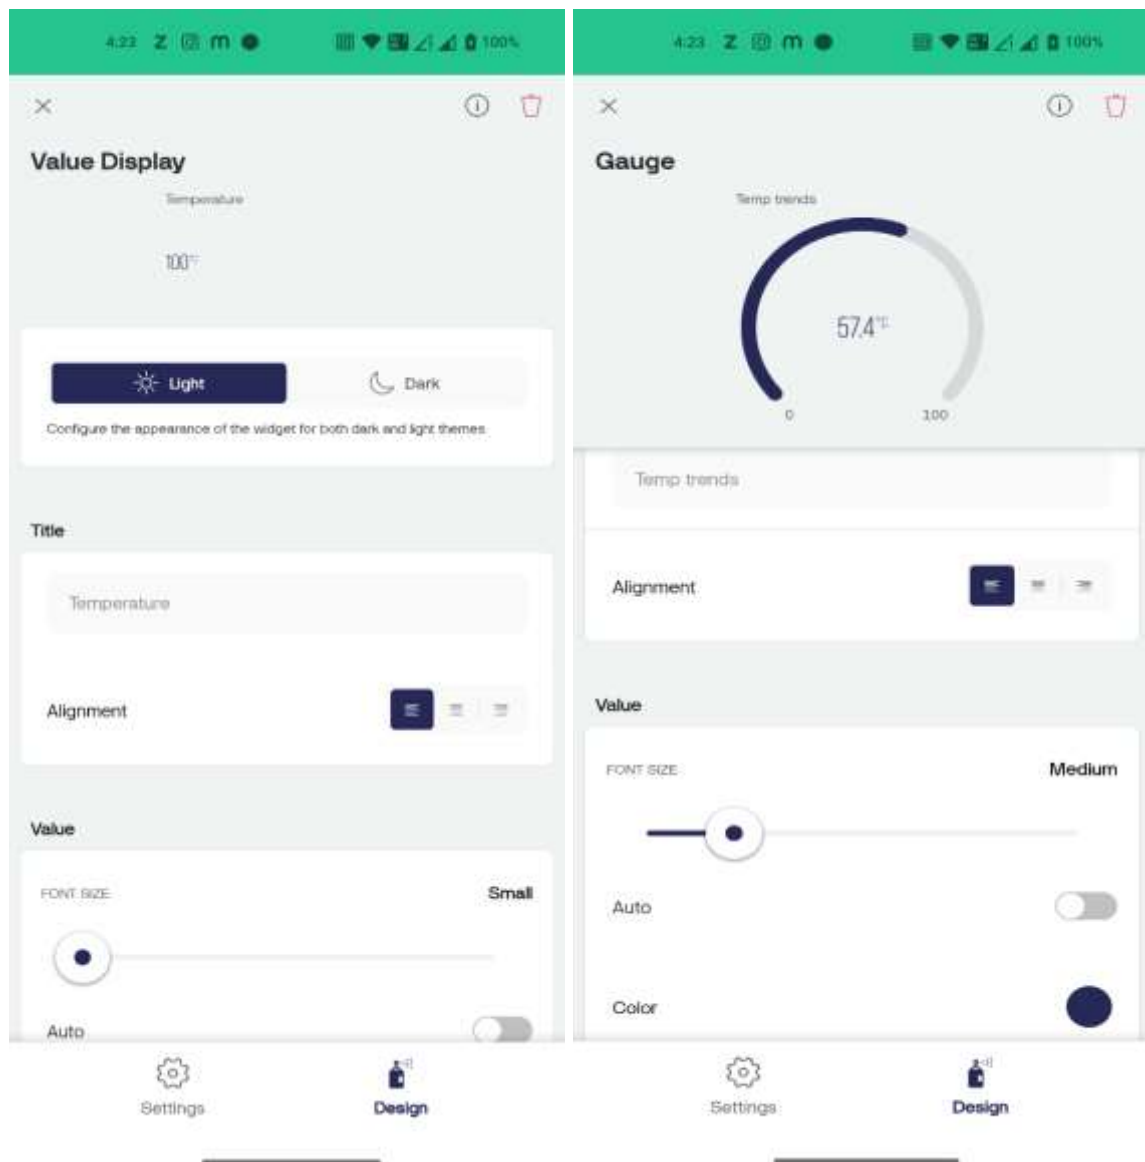 4:23 Z m 100%
Value Display
Temperature
100°F
Light
Dark
Configure the appearance of the widget for both dark and light themes
Title
Temperature
Alignment
Value
FONT SIZE
Small
Auto
Settings
Design
4:23 Z m 100%
Gauge
Temp trends
57.4°F
0
100
Temp trends
Alignment
Value
FONT SIZE
Medium
Auto
Color
Settings
Design